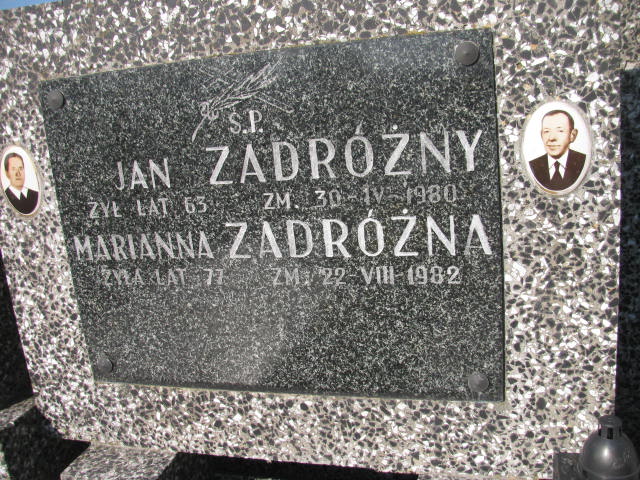 Ś.P.
JAN ZADRÓŻNY
ŻYŁ LAT 63 ZM. 30-IV-1980
MARIANNA ZADRÓŻNA
ŻYŁA LAT 77 ZM. 22 VIII 1982